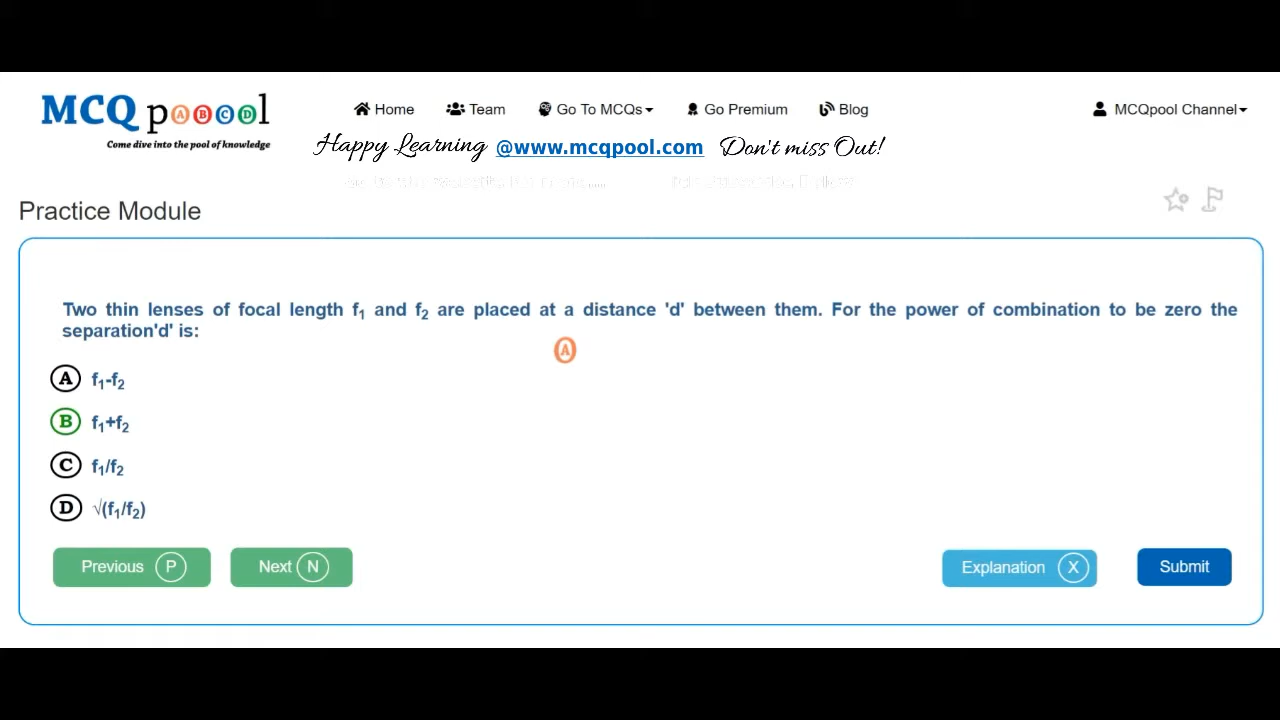 MCQ pABCDl
Come dive into the pool of knowledge
Home Team Go To MCQs Go Premium Blog MCQpool Channel
Happy Learning @www.mcqpool.com Don't miss Out!
Practice Module
Two thin lenses of focal length f₁ and f₂ are placed at a distance 'd' between them. For the power of combination to be zero the
separation'd' is:
A
A f₁-f₂
B f₁+f₂
C f₁/f₂
D √(f₁/f₂)
Previous P Next N Explanation X Submit